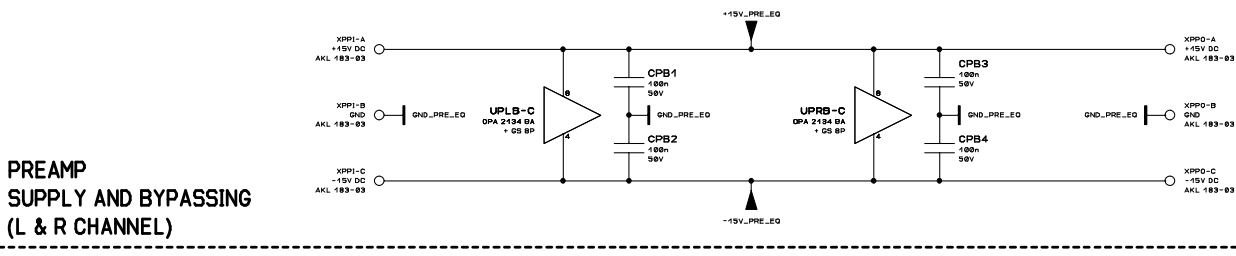 +15V_PRE_EQ
XPPI-A
+15V DC
AKL 183-03
XPPO-A
+15V DC
AKL 183-03
8
CPB1
100n
50V
8
CPB3
100n
50V
XPPI-B
GND
AKL 183-03
GND_PRE_EQ
UPLB-C
OPA 2134 BA
+ GS 8P
GND_PRE_EQ
UPRB-C
OPA 2134 BA
+ GS 8P
GND_PRE_EQ
GND_PRE_EQ
XPPO-B
GND
AKL 183-03
4
CPB2
100n
50V
4
CPB4
100n
50V
XPPI-C
-15V DC
AKL 183-03
XPPO-C
-15V DC
AKL 183-03
-15V_PRE_EQ
PREAMP
SUPPLY AND BYPASSING
(L & R CHANNEL)